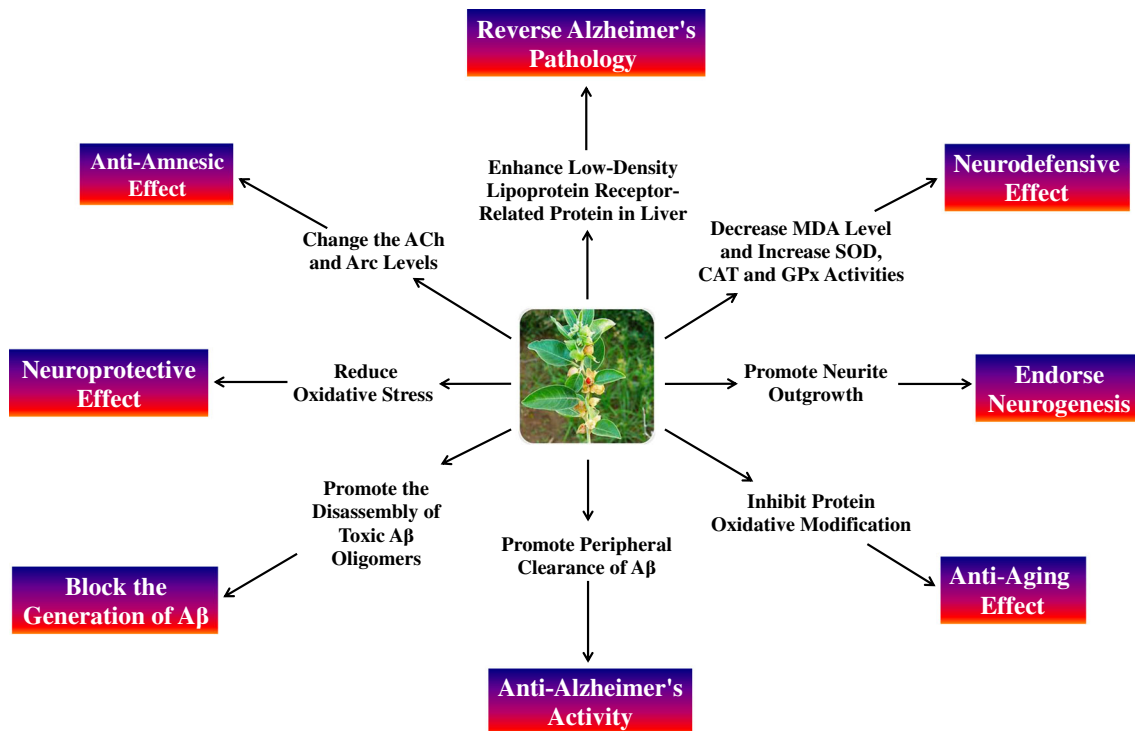 Reverse Alzheimer's
Pathology
Enhance Low-Density
Lipoprotein Receptor-
Related Protein in Liver
Anti-Amnesic
Effect
Change the ACh
and Arc Levels
Neurodefensive
Effect
Decrease MDA Level
and Increase SOD,
CAT and GPx Activities
Neuroprotective
Effect
Reduce
Oxidative Stress
Promote Neurite
Outgrowth
Endorse
Neurogenesis
Promote the
Disassembly of
Toxic Aβ
Oligomers
Block the
Generation of Aβ
Promote Peripheral
Clearance of Aβ
Anti-Alzheimer's
Activity
Inhibit Protein
Oxidative Modification
Anti-Aging
Effect